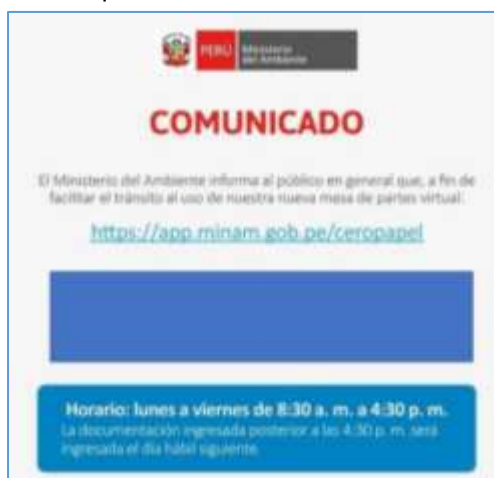 PERÚ
Ministerio
del Ambiente
COMUNICADO
El Ministerio del Ambiente informa al público en general que, a fin de
facilitar el tránsito al uso de nuestra nueva mesa de partes virtual:
https://app.minam.gob.pe/ceropapel
Horario: lunes a viernes de 8:30 a. m. a 4:30 p. m.
La documentación ingresada posterior a las 4:30 p. m. será
ingresada el día hábil siguiente.